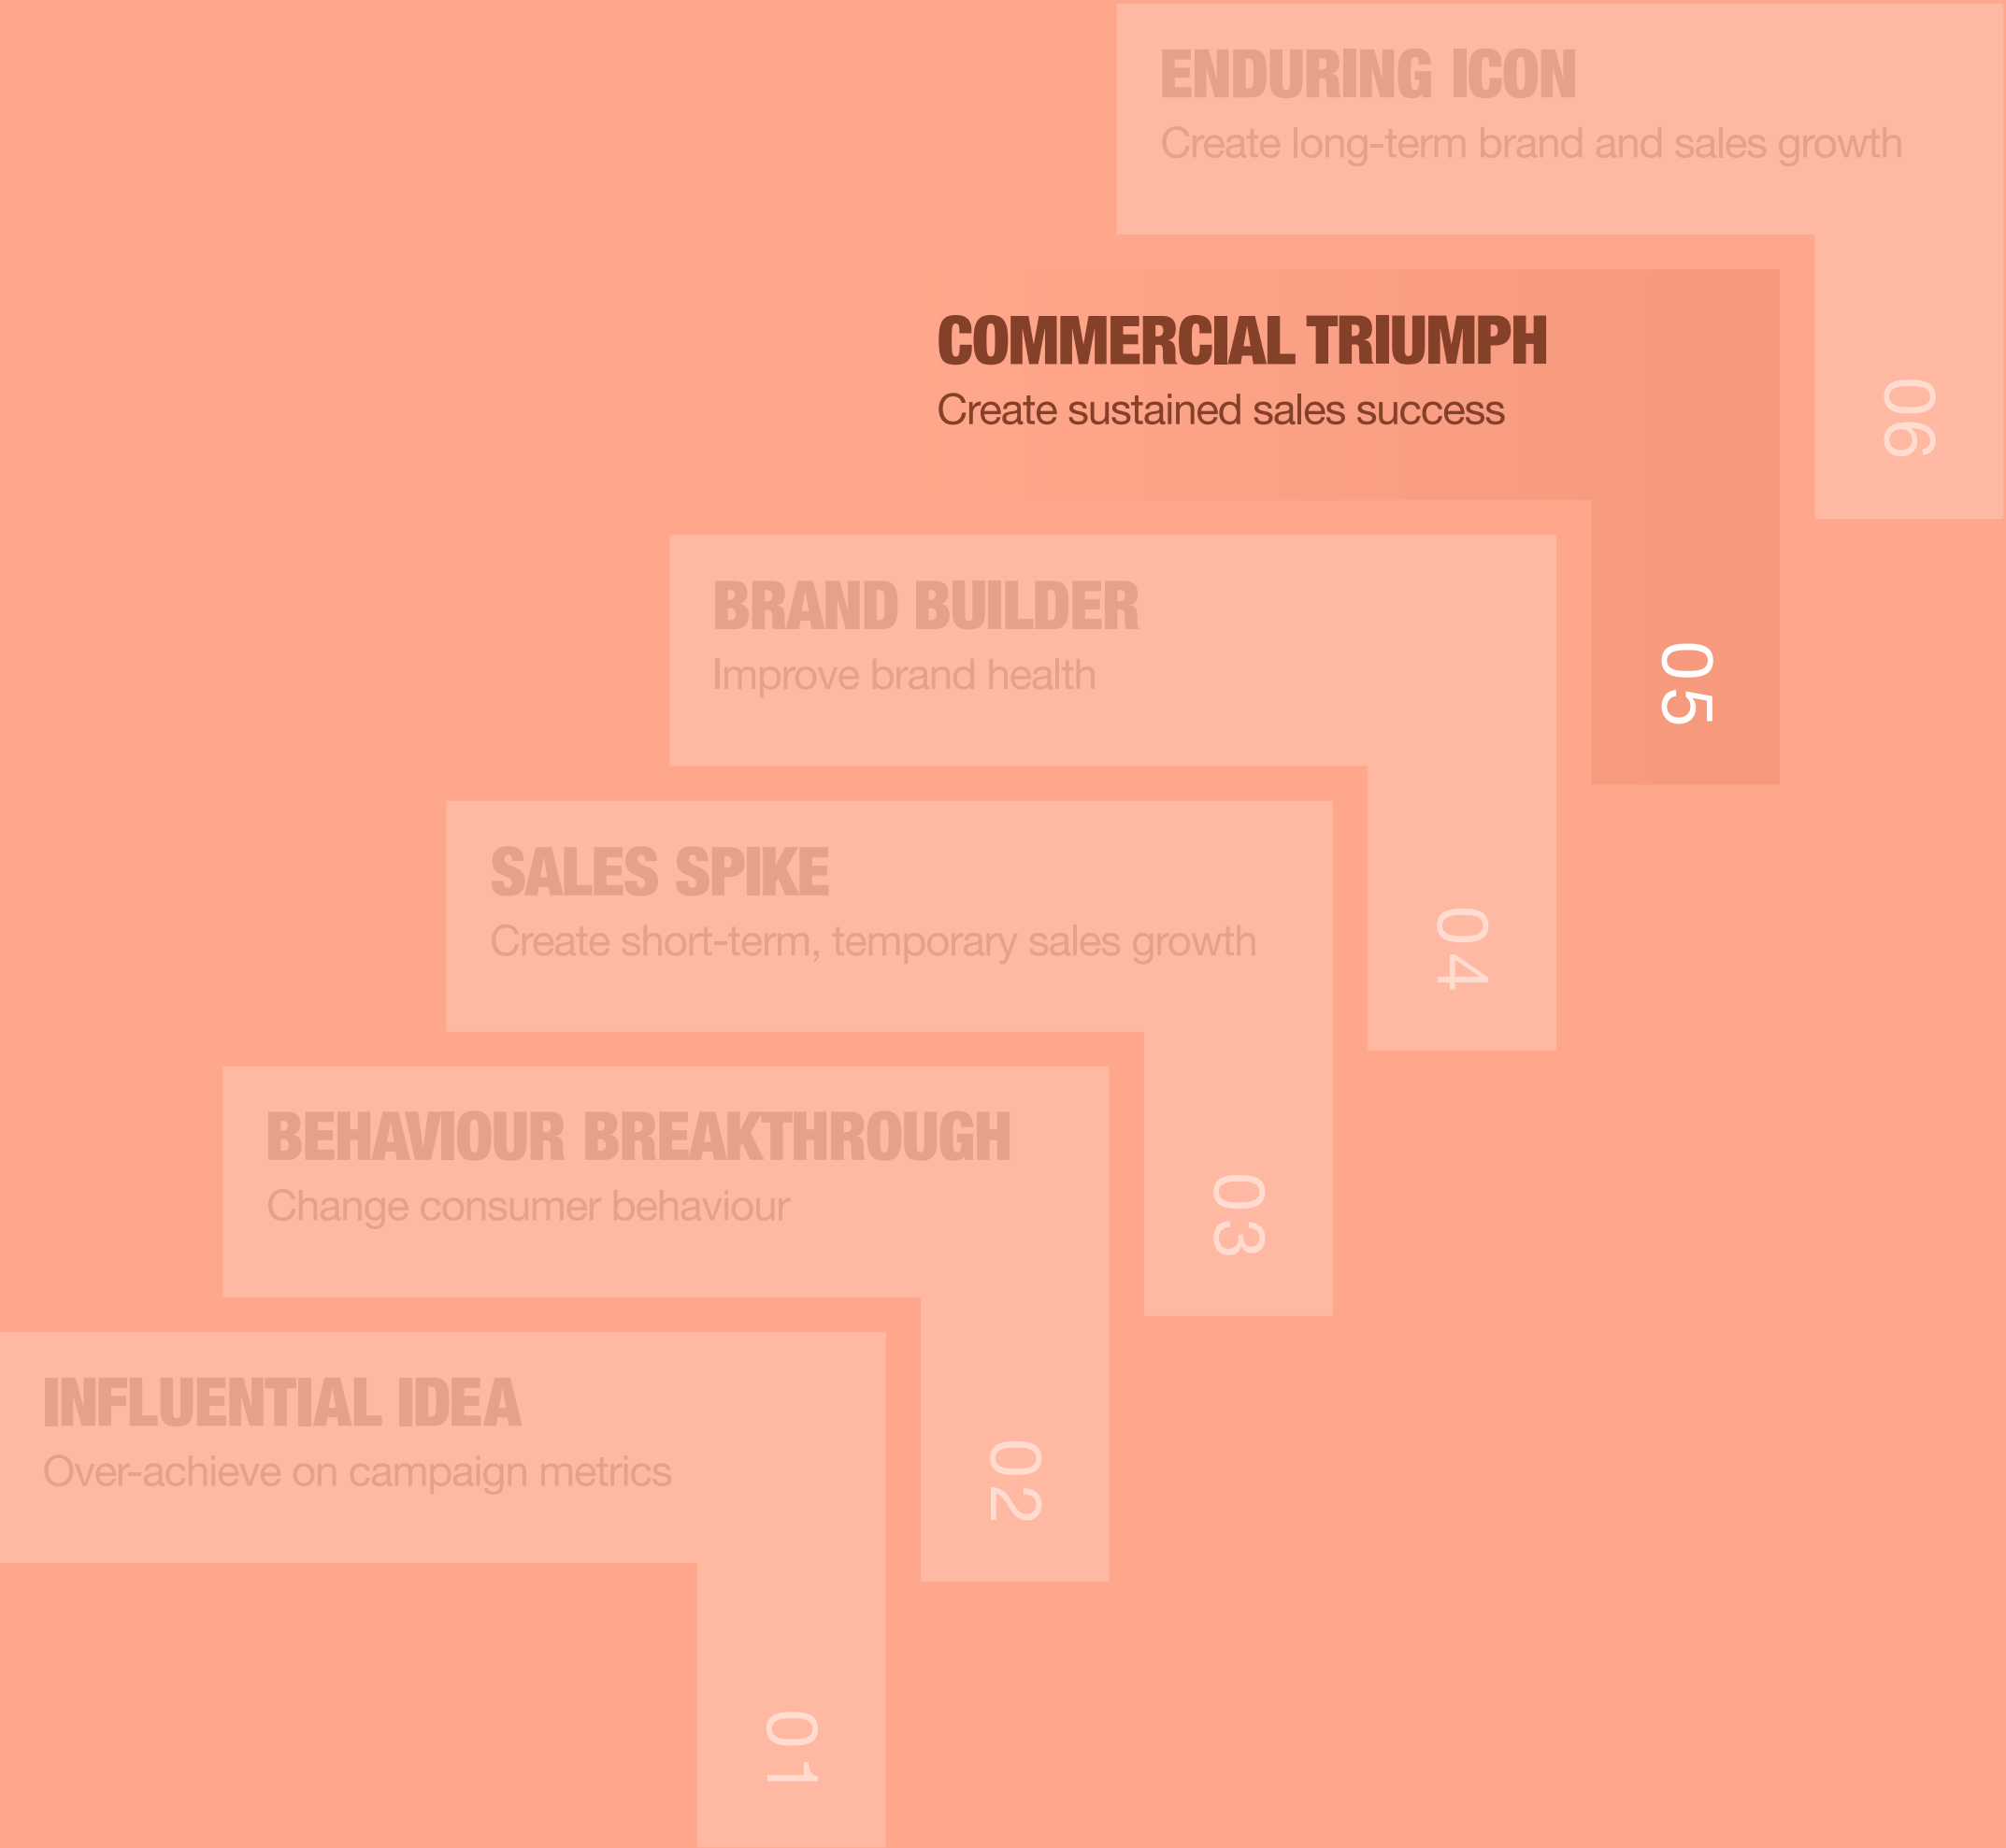 ENDURING ICON
Create long-term brand and sales growth
06
COMMERCIAL TRIUMPH
Create sustained sales success
05
BRAND BUILDER
Improve brand health
04
SALES SPIKE
Create short-term, temporary sales growth
03
BEHAVIOUR BREAKTHROUGH
Change consumer behaviour
02
INFLUENTIAL IDEA
Over-achieve on campaign metrics
01